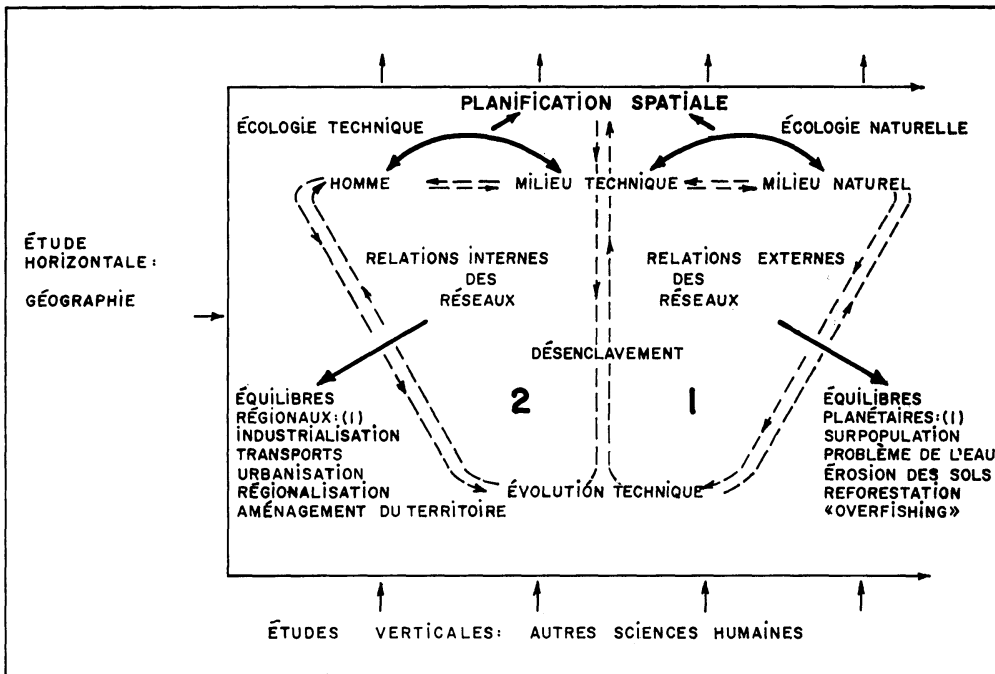 PLANIFICATION SPATIALE
ÉCOLOGIE TECHNIQUE
ÉCOLOGIE NATURELLE
HOMME
MILIEU TECHNIQUE
MILIEU NATUREL
ÉTUDE
HORIZONTALE:
GÉOGRAPHIE
RELATIONS INTERNES
DES
RÉSEAUX
RELATIONS EXTERNES
DES
RÉSEAUX
DÉSENCLAVEMENT
2
1
ÉQUILIBRES
RÉGIONAUX:(1)
INDUSTRIALISATION
TRANSPORTS
URBANISATION
RÉGIONALISATION
AMÉNAGEMENT DU TERRITOIRE
ÉVOLUTION TECHNIQUE
ÉQUILIBRES
PLANÉTAIRES:(1)
SURPOPULATION
PROBLÈME DE L'EAU
ÉROSION DES SOLS
REFORESTATION
«OVERFISHING»
ÉTUDES VERTICALES: AUTRES SCIENCES HUMAINES